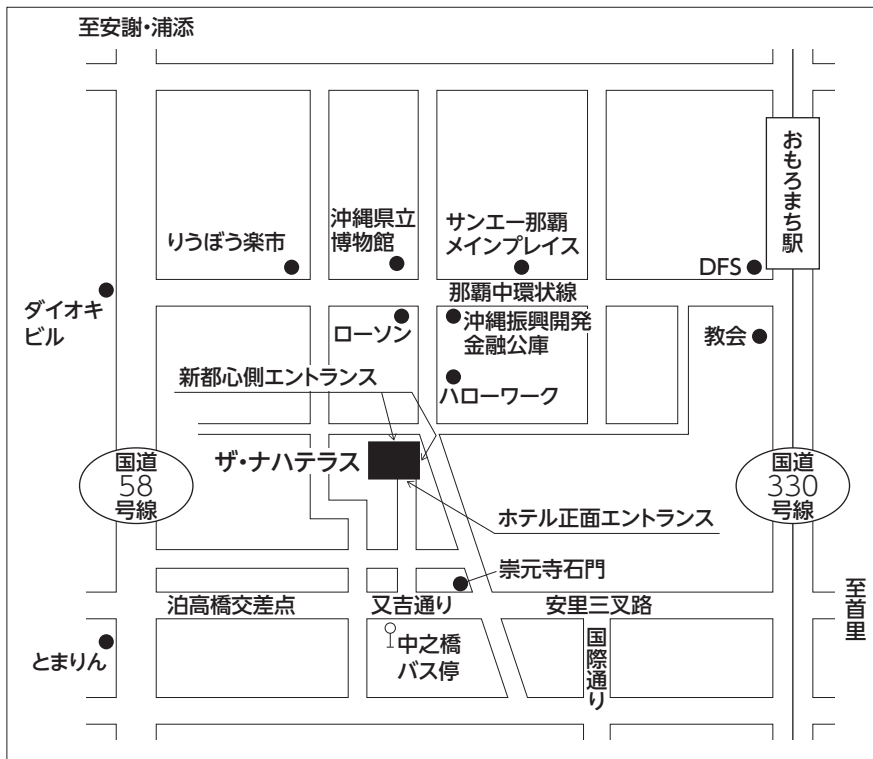 至安謝・浦添
おもろまち駅
りうぼう楽市
沖縄県立
博物館
サンエー那覇
メインプレイス
DFS
那覇中環状線
ダイオキ
ビル
ローソン
沖縄振興開発
金融公庫
教会
新都心側エントランス
ハローワーク
ザ・ナハテラス
国道
58
号線
国道
330
号線
ホテル正面エントランス
崇元寺石門
泊高橋交差点
又吉通り
安里三叉路
至首里
とまりん
中之橋
バス停
国際通り